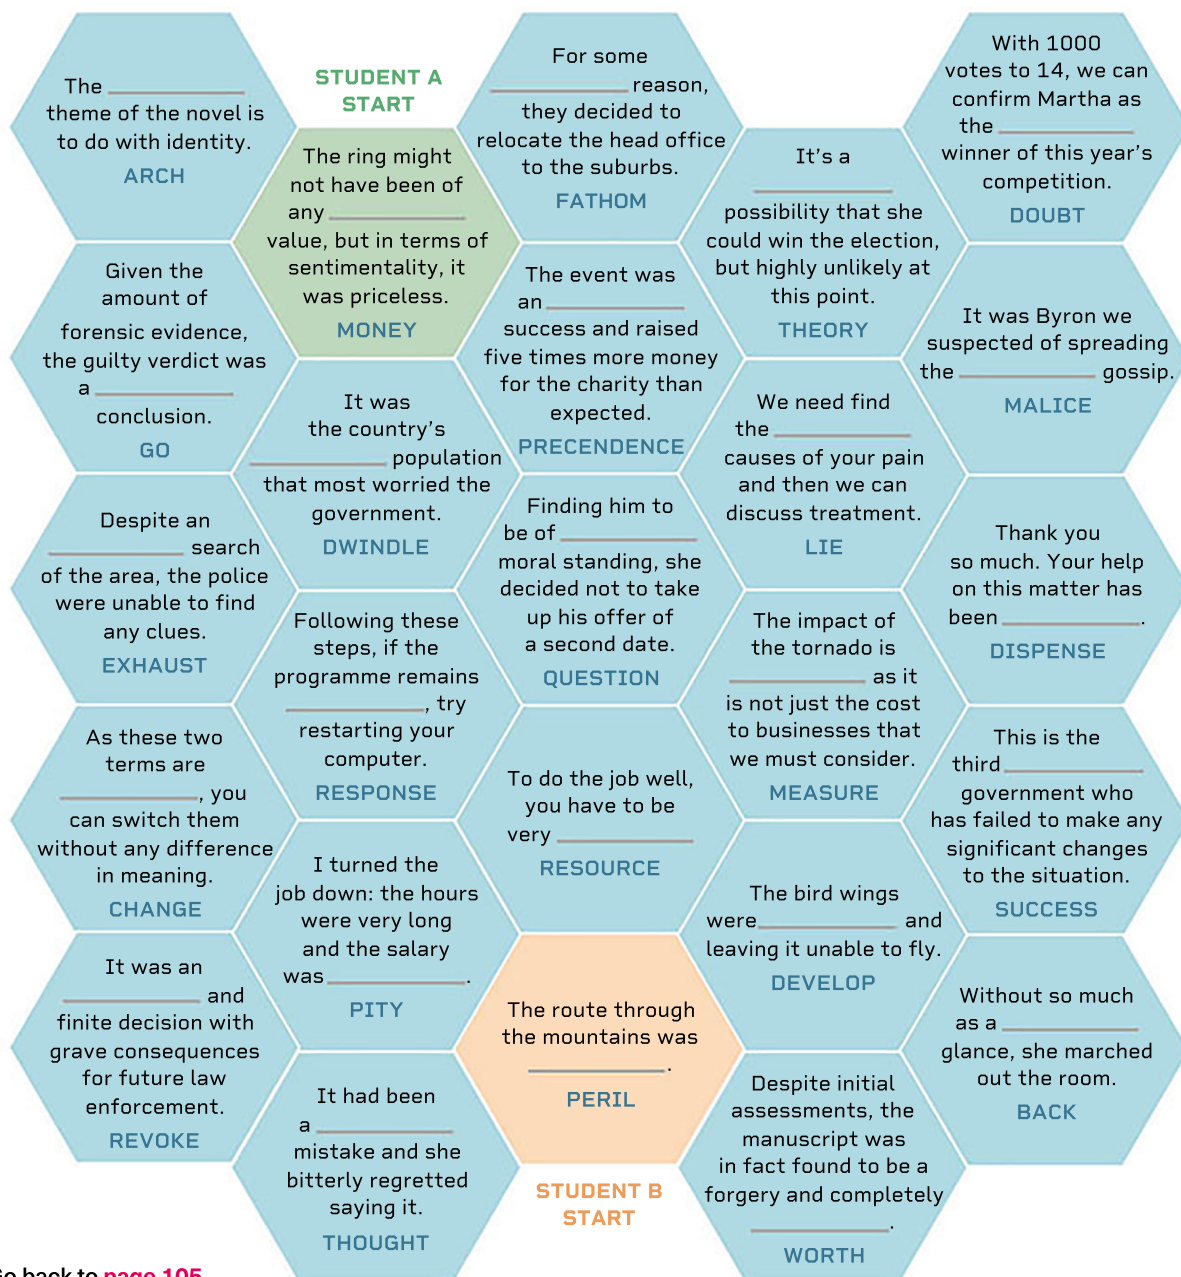 The ____________
theme of the novel is
to do with identity.
ARCH
STUDENT A
START
The ring might
not have been of
any ____________
value, but in terms of
sentimentality, it
was priceless.
MONEY
For some
____________ reason,
they decided to
relocate the head office
to the suburbs.
FATHOM
It's a
____________
possibility that she
could win the election,
but highly unlikely at
this point.
THEORY
With 1000
votes to 14, we can
confirm Martha as
the ____________
winner of this year's
competition.
DOUBT
Given the
amount of
forensic evidence,
the guilty verdict was
a ____________
conclusion.
GO
It was
the country's
____________ population
that most worried the
government.
DWINDLE
The event was
an ____________
success and raised
five times more money
for the charity than
expected.
PRECENDENCE
We need find
the ____________
causes of your pain
and then we can
discuss treatment.
LIE
It was Byron we
suspected of spreading
the ____________ gossip.
MALICE
Despite an
____________ search
of the area, the police
were unable to find
any clues.
EXHAUST
Following these
steps, if the
programme remains
____________, try
restarting your
computer.
RESPONSE
Finding him to
be of ____________
moral standing, she
decided not to take
up his offer of
a second date.
QUESTION
The impact of
the tornado is
____________ as it
is not just the cost
to businesses that
we must consider.
MEASURE
Thank you
so much. Your help
on this matter has
been ____________.
DISPENSE
As these two
terms are
____________, you
can switch them
without any difference
in meaning.
CHANGE
I turned the
job down: the hours
were very long
and the salary
was ____________.
PITY
To do the job well,
you have to be
very ____________
RESOURCE
The bird wings
were ____________ and
leaving it unable to fly.
DEVELOP
This is the
third ____________
government who
has failed to make any
significant changes
to the situation.
SUCCESS
It was an
____________ and
finite decision with
grave consequences
for future law
enforcement.
REVOKE
It had been
a ____________
mistake and she
bitterly regretted
saying it.
THOUGHT
The route through
the mountains was
____________.
PERIL
STUDENT B
START
Despite initial
assessments, the
manuscript was
in fact found to be a
forgery and completely
____________.
WORTH
Without so much
as a ____________
glance, she marched
out the room.
BACK
o back to page 105